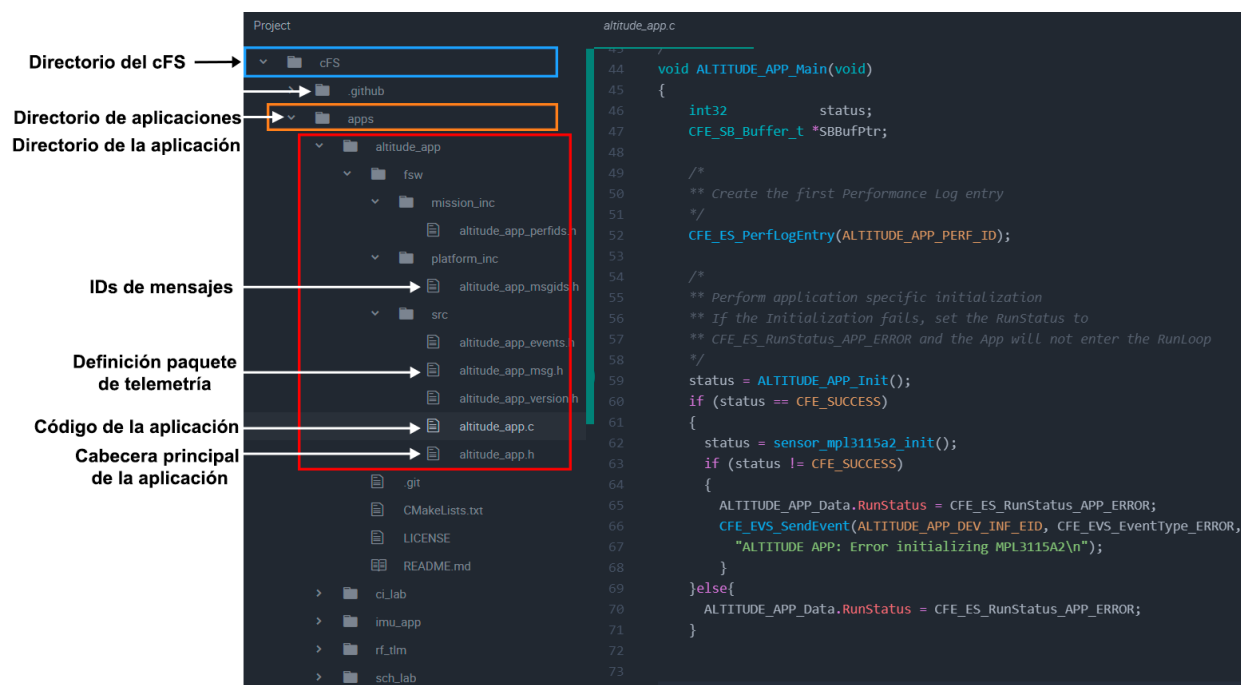 Project
altitude_app.c
Directorio del cFS
cFS
.github
Directorio de aplicaciones
apps
Directorio de la aplicación
altitude_app
fsw
mission_inc
altitude_app_perfids.h
platform_inc
IDs de mensajes
altitude_app_msgids.h
src
altitude_app_events.h
Definición paquete
de telemetría
altitude_app_msg.h
altitude_app_version.h
Código de la aplicación
altitude_app.c
Cabecera principal
de la aplicación
altitude_app.h
.git
CMakeLists.txt
LICENSE
README.md
ci_lab
imu_app
rf_tlm
sch_lab
43 /
44 void ALTITUDE_APP_Main(void)
45 {
46 int32 status;
47 CFE_SB_Buffer_t *SBBufPtr;
48
49 /*
50 ** Create the first Performance Log entry
51 */
52 CFE_ES_PerfLogEntry(ALTITUDE_APP_PERF_ID);
53
54 /*
55 ** Perform application specific initialization
56 ** If the Initialization fails, set the RunStatus to
57 ** CFE_ES_RunStatus_APP_ERROR and the App will not enter the RunLoop
58 */
59 status = ALTITUDE_APP_Init();
60 if (status == CFE_SUCCESS)
61 {
62 status = sensor_mpl3115a2_init();
63 if (status != CFE_SUCCESS)
64 {
65 ALTITUDE_APP_Data.RunStatus = CFE_ES_RunStatus_APP_ERROR;
66 CFE_EVS_SendEvent(ALTITUDE_APP_DEV_INF_EID, CFE_EVS_EventType_ERROR,
67 "ALTITUDE APP: Error initializing MPL3115A2\n");
68 }
69 }else{
70 ALTITUDE_APP_Data.RunStatus = CFE_ES_RunStatus_APP_ERROR;
71 }
72
73